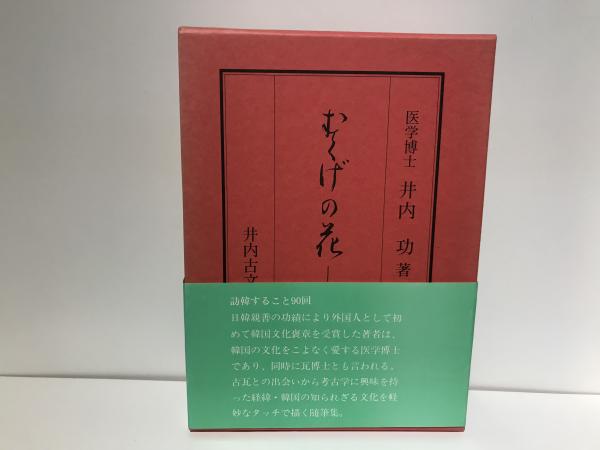 医学博士 井内 功 著
むくげの花―
井内古文
訪韓すること90回
日韓親善の功績により外国人として初
めて韓国文化褒章を受賞した著者は、
韓国の文化をこよなく愛する医学博士
であり、同時に瓦博士とも言われる。
古瓦との出会いから考古学に興味を持
った経緯・韓国の知られざる文化を軽
妙なタッチで描く随筆集。